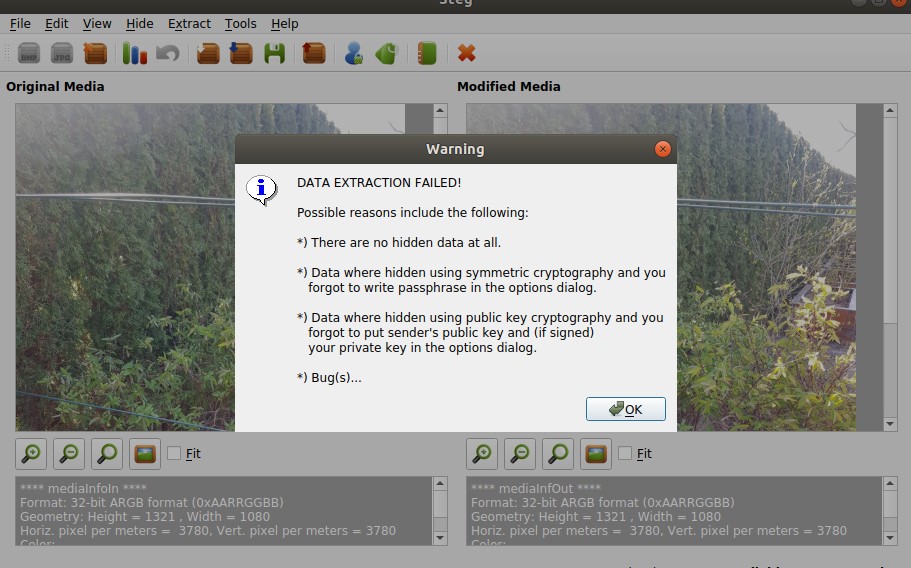 Steg
File Edit View Hide Extract Tools Help
BMP JPG
Original Media Modified Media
Warning
DATA EXTRACTION FAILED!
Possible reasons include the following:
*) There are no hidden data at all.
*) Data where hidden using symmetric cryptography and you
forgot to write passphrase in the options dialog.
*) Data where hidden using public key cryptography and you
forgot to put sender's public key and (if signed)
your private key in the options dialog.
*) Bug(s)...
OK
Fit Fit
**** mediaInfoIn ****
Format: 32-bit ARGB format (0xAARRGGBB)
Geometry: Height = 1321 , Width = 1080
Horiz. pixel per meters = 3780, Vert. pixel per meters = 3780
Color:
**** mediaInfOut ****
Format: 32-bit ARGB format (0xAARRGGBB)
Geometry: Height = 1321 , Width = 1080
Horiz. pixel per meters = 3780, Vert. pixel per meters = 3780
Color: